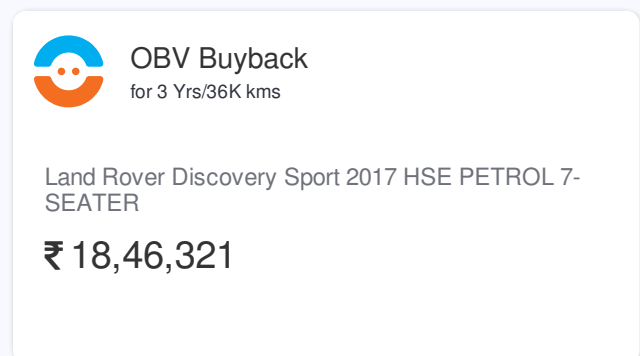 OBV Buyback
for 3 Yrs/36K kms
Land Rover Discovery Sport 2017 HSE PETROL 7-
SEATER
₹ 18,46,321